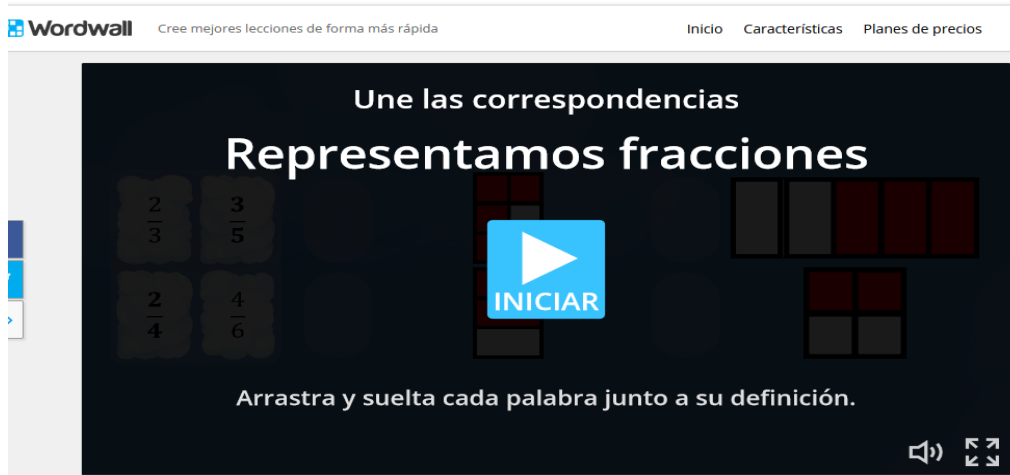 Wordwall Cree mejores lecciones de forma más rápida Inicio Características Planes de precios
Une las correspondencias
Representamos fracciones
2/3 3/5
INICIAR
2/4 4/6
Arrastra y suelta cada palabra junto a su definición.